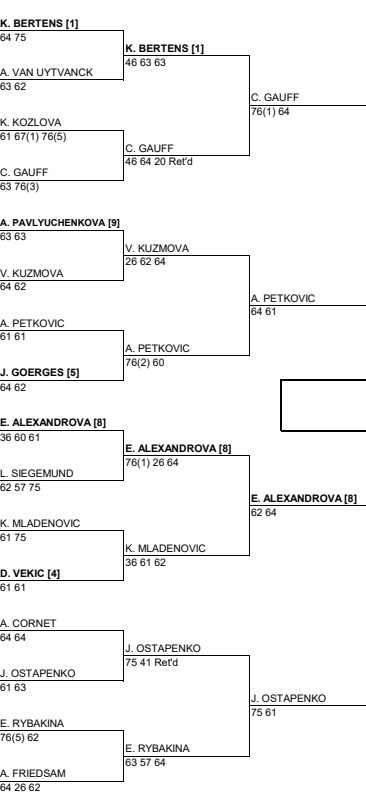 K. BERTENS [1]
64 75
K. BERTENS [1]
46 63 63
A. VAN UYTVANCK
63 62
C. GAUFF
76(1) 64
K. KOZLOVA
61 67(1) 76(5)
C. GAUFF
46 64 20 Ret'd
C. GAUFF
63 76(3)
A. PAVLYUCHENKOVA [9]
63 63
V. KUZMOVA
26 62 64
V. KUZMOVA
64 62
A. PETKOVIC
64 61
A. PETKOVIC
61 61
A. PETKOVIC
76(2) 60
J. GOERGES [5]
64 62
E. ALEXANDROVA [8]
36 60 61
E. ALEXANDROVA [8]
76(1) 26 64
L. SIEGEMUND
62 57 75
E. ALEXANDROVA [8]
62 64
K. MLADENOVIC
61 75
K. MLADENOVIC
36 61 62
D. VEKIC [4]
61 61
A. CORNET
64 64
J. OSTAPENKO
75 41 Ret'd
J. OSTAPENKO
61 63
J. OSTAPENKO
75 61
E. RYBAKINA
76(5) 62
E. RYBAKINA
63 57 64
A. FRIEDSAM
64 26 62